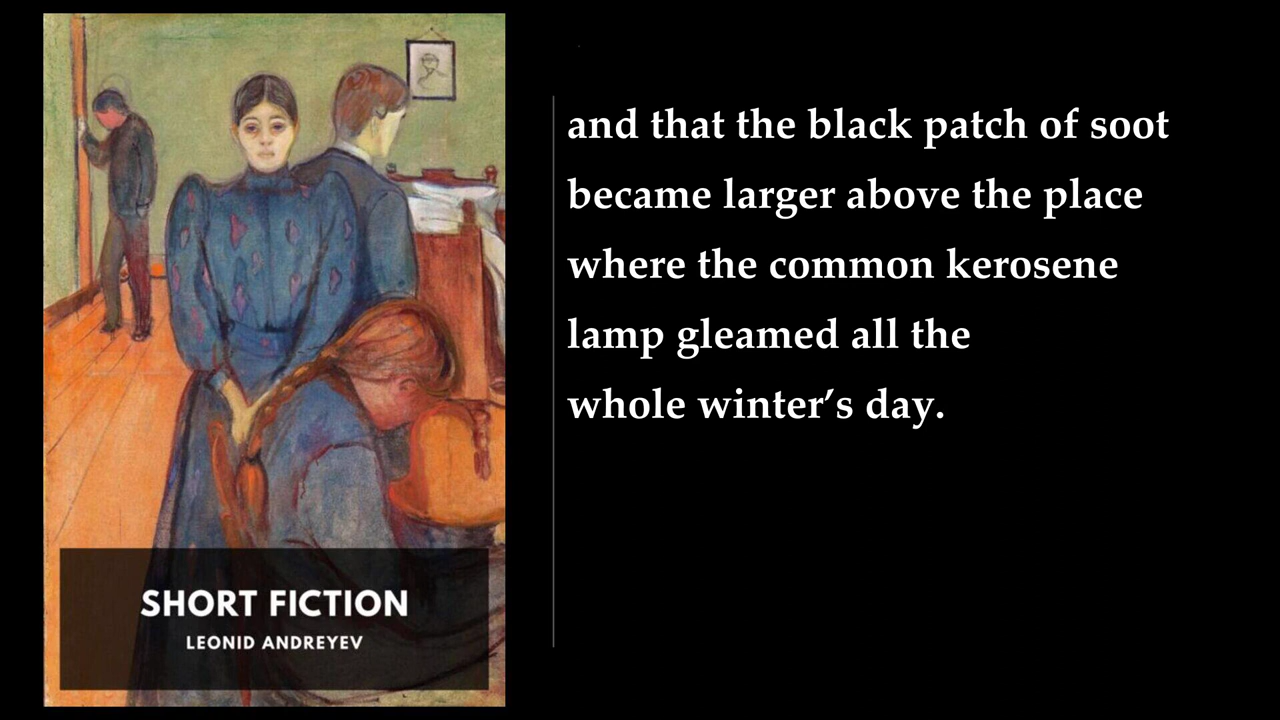 SHORT FICTION
LEONID ANDREYEV
and that the black patch of soot
became larger above the place
where the common kerosene
lamp gleamed all the
whole winter’s day.